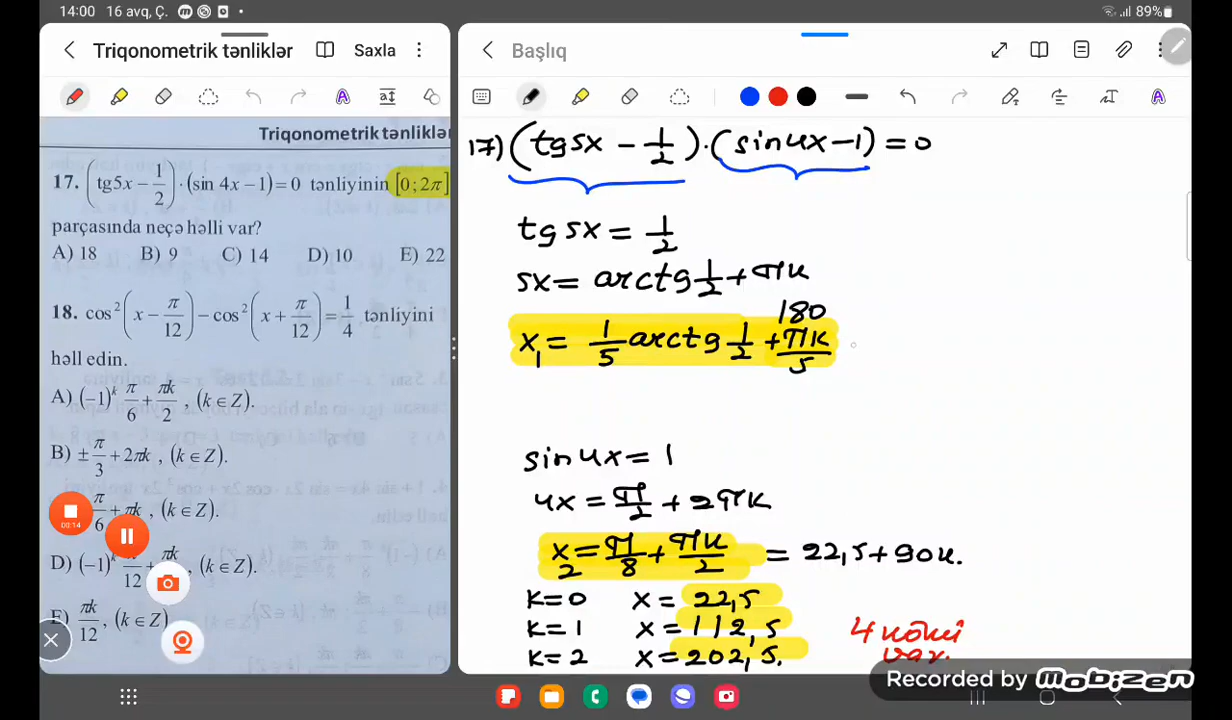 14:00 16 avq, Ç. 89%
Triqonometrik tənliklər Saxla
Başlıq
Triqonometrik tənliklər
17. (tg5x − 1/2) · (sin 4x − 1) = 0 tənliyinin [0; 2π]
parçasında neçə həlli var?
A) 18 B) 9 C) 14 D) 10 E) 22
18. cos²(x − π/12) − cos²(x + π/12) = 1/4 tənliyini
həll edin.
A) (−1)ᵏ π/6 + πk/2, (k ∈ Z).
B) ± π/3 + 2πk, (k ∈ Z).
π/6 + πk, (k ∈ Z).
D) (−1)ᵏ π/12 + πk, (k ∈ Z).
E) πk/12, (k ∈ Z)
00:14
17) (tg5x − 1/2) · (sin4x − 1) = 0
tg5x = 1/2
5x = arctg 1/2 + πk
180
x₁ = 1/5 arctg 1/2 + πk/5
sin4x = 1
4x = π/2 + 2πk
x₂ = π/8 + πk/2 = 22,5 + 90k.
k=0 x = 22,5
k=1 x = 112,5
k=2 x = 202,5.
4 kökü
var.
Recorded by mobizen